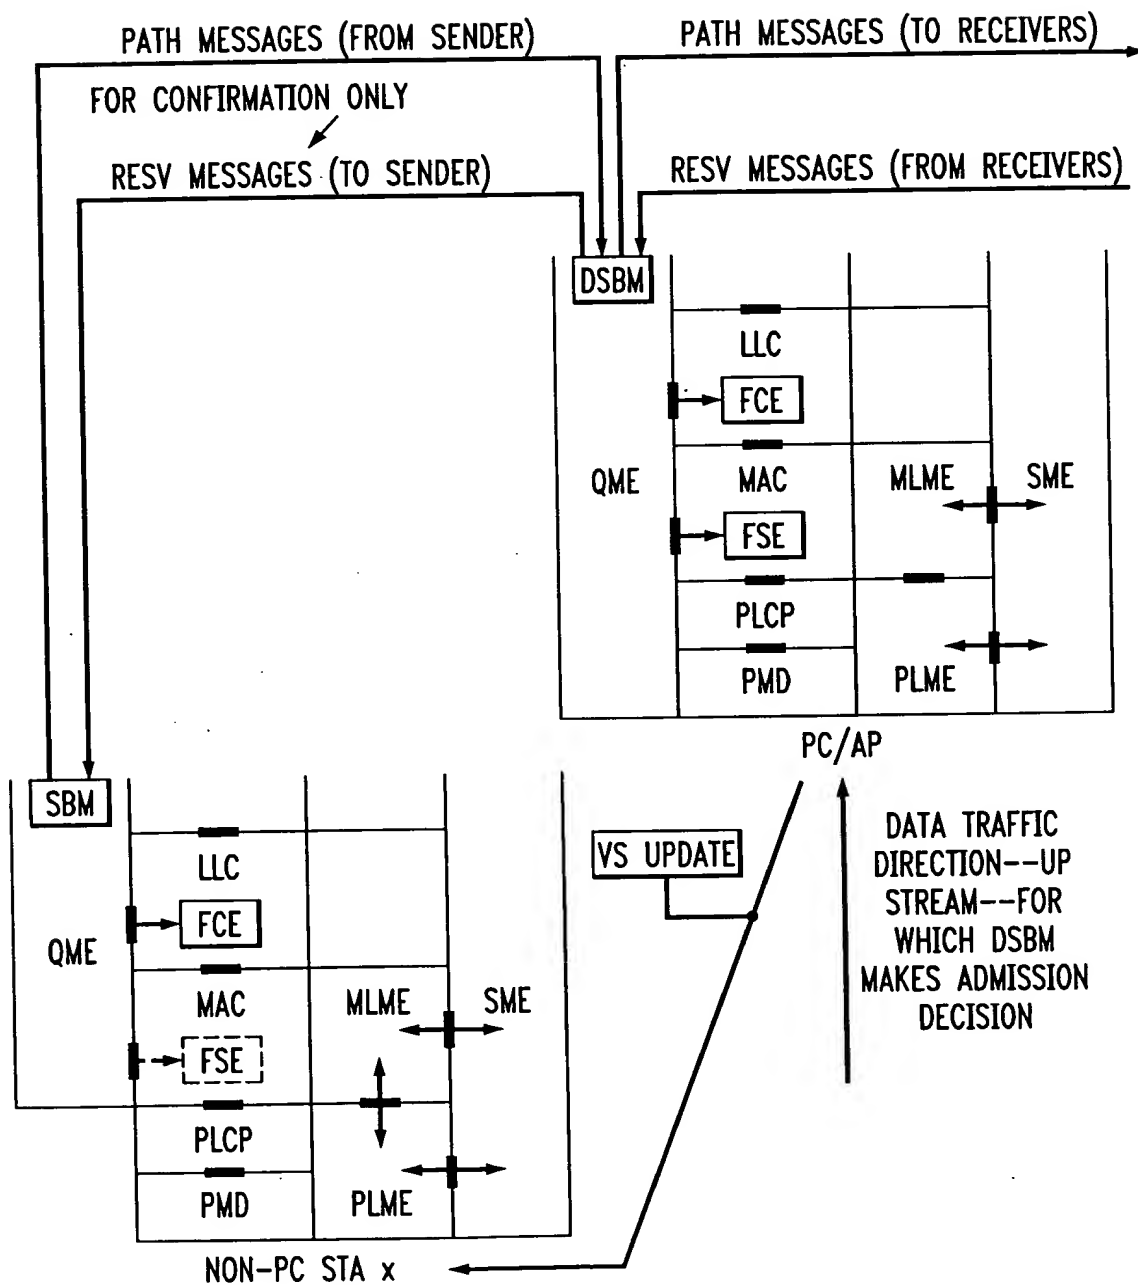 PATH MESSAGES (FROM SENDER)
PATH MESSAGES (TO RECEIVERS)
FOR CONFIRMATION ONLY
RESV MESSAGES (TO SENDER)
RESV MESSAGES (FROM RECEIVERS)
DSBM
LLC
FCE
QME
MAC
MLME
SME
FSE
PLCP
PMD
PLME
PC/AP
SBM
LLC
FCE
QME
MAC
MLME
SME
FSE
PLCP
PMD
PLME
NON-PC STA x
VS UPDATE
DATA TRAFFIC
DIRECTION--UP
STREAM--FOR
WHICH DSBM
MAKES ADMISSION
DECISION